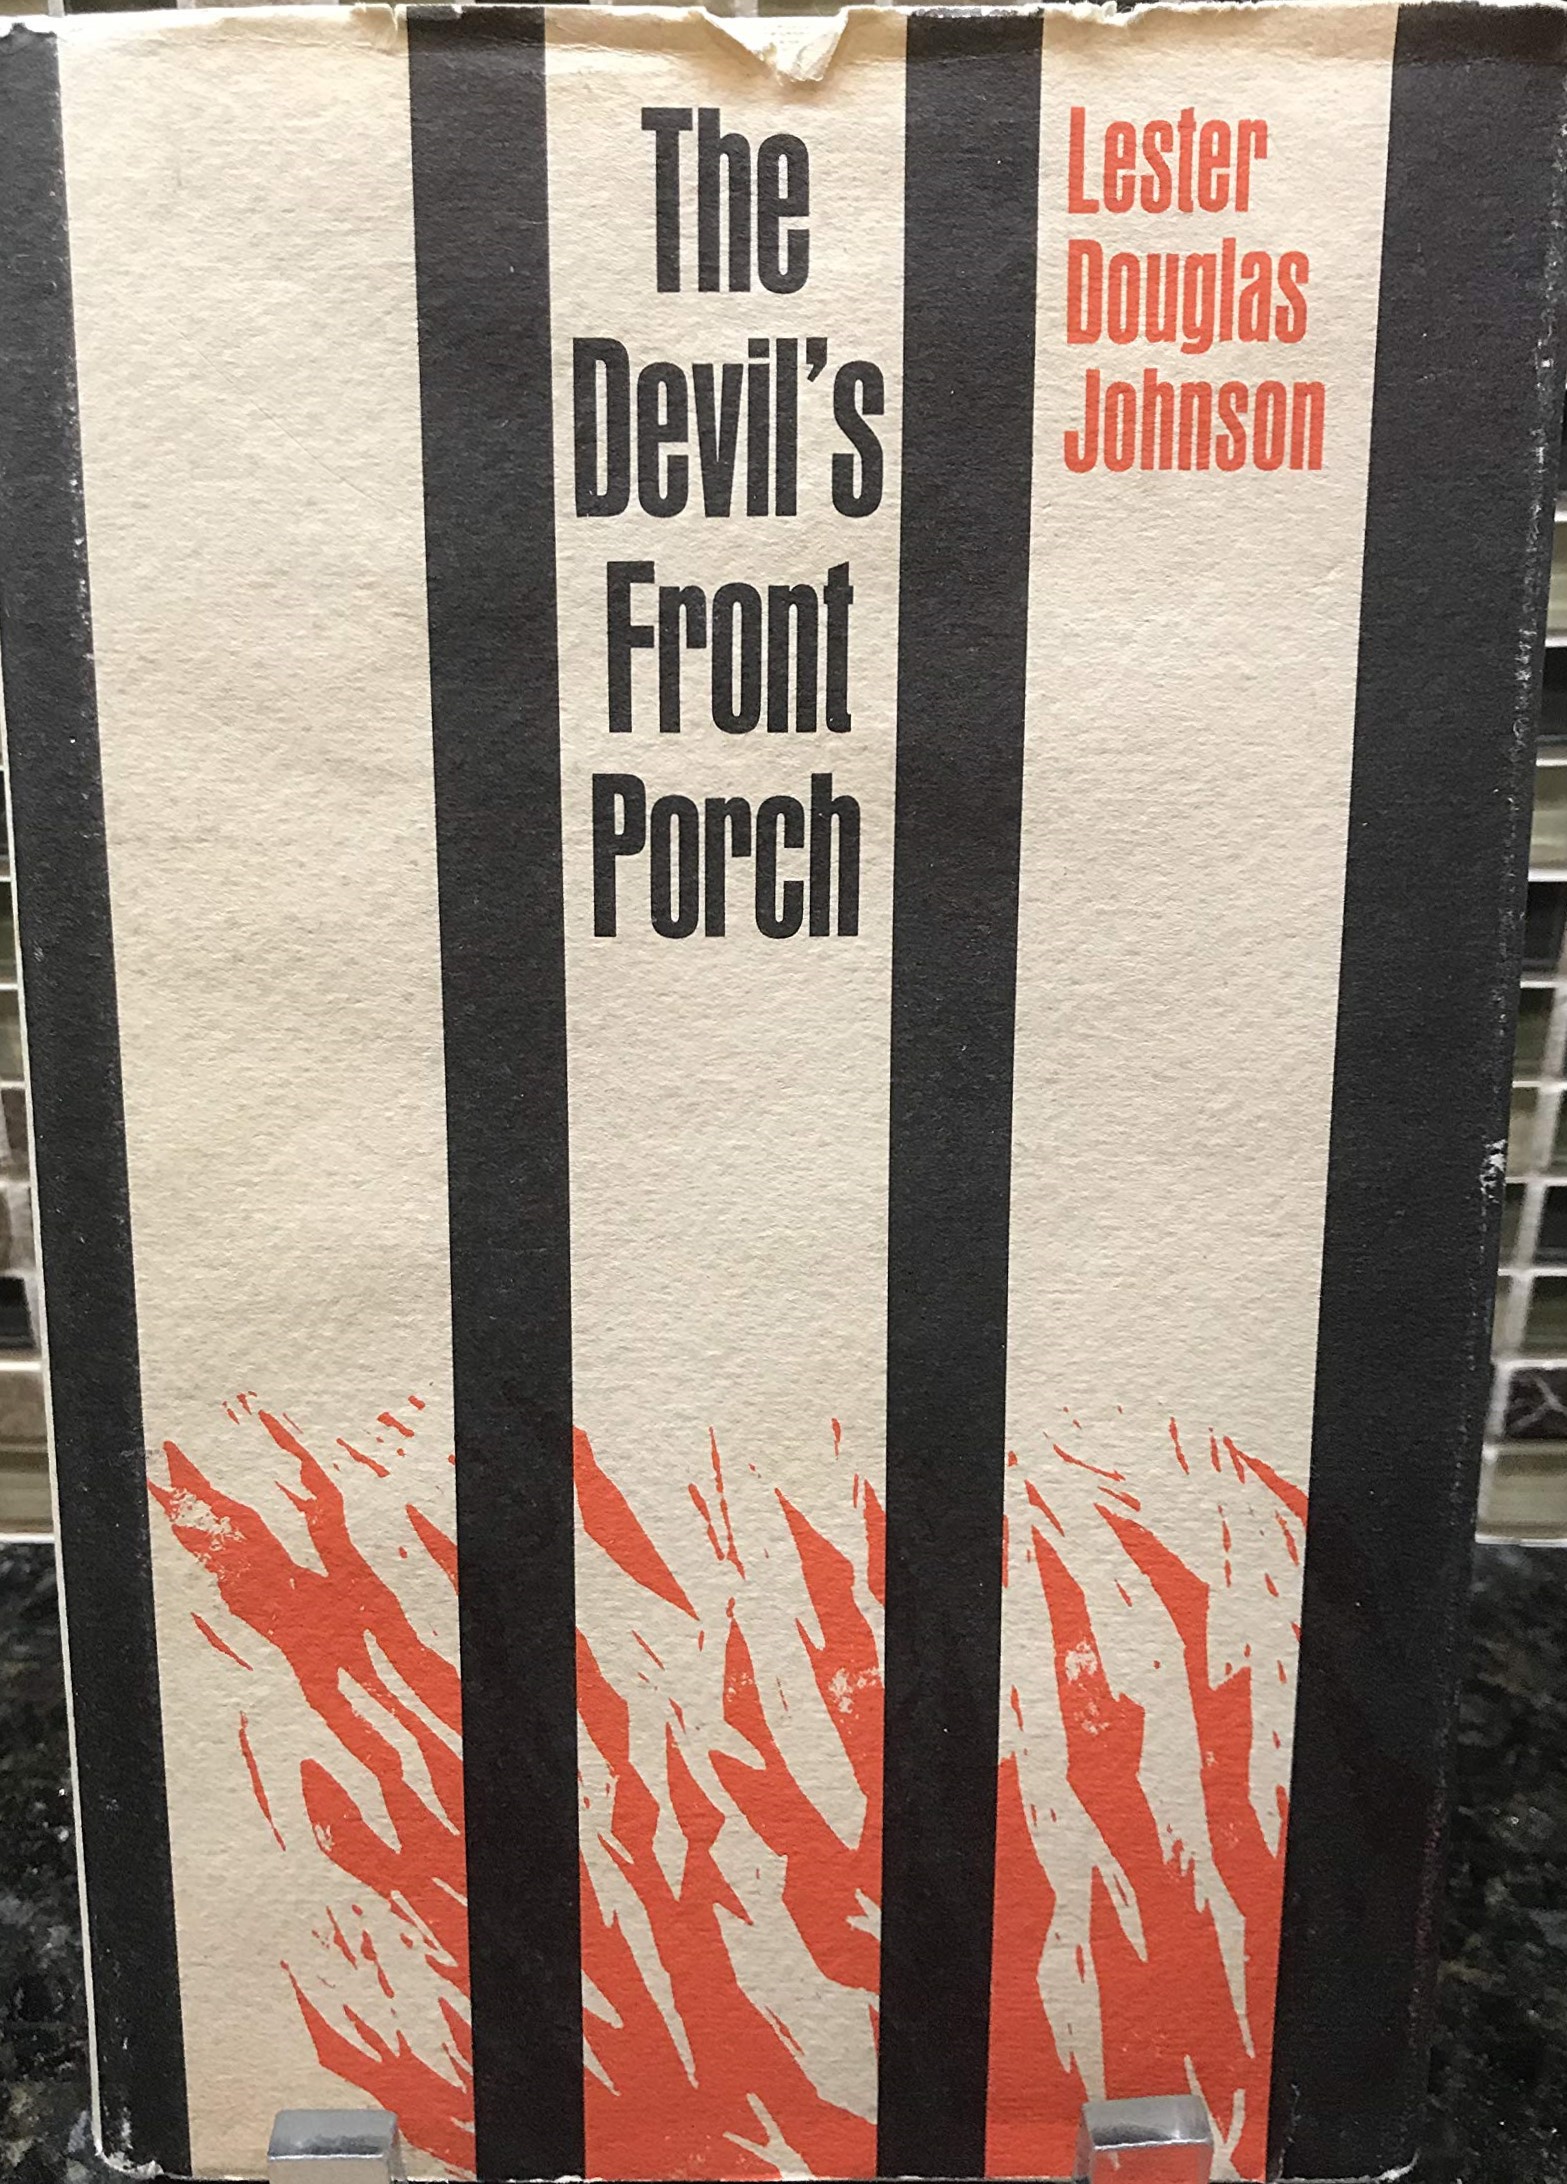 The
Devil's
Front
Porch
Lester
Douglas
Johnson